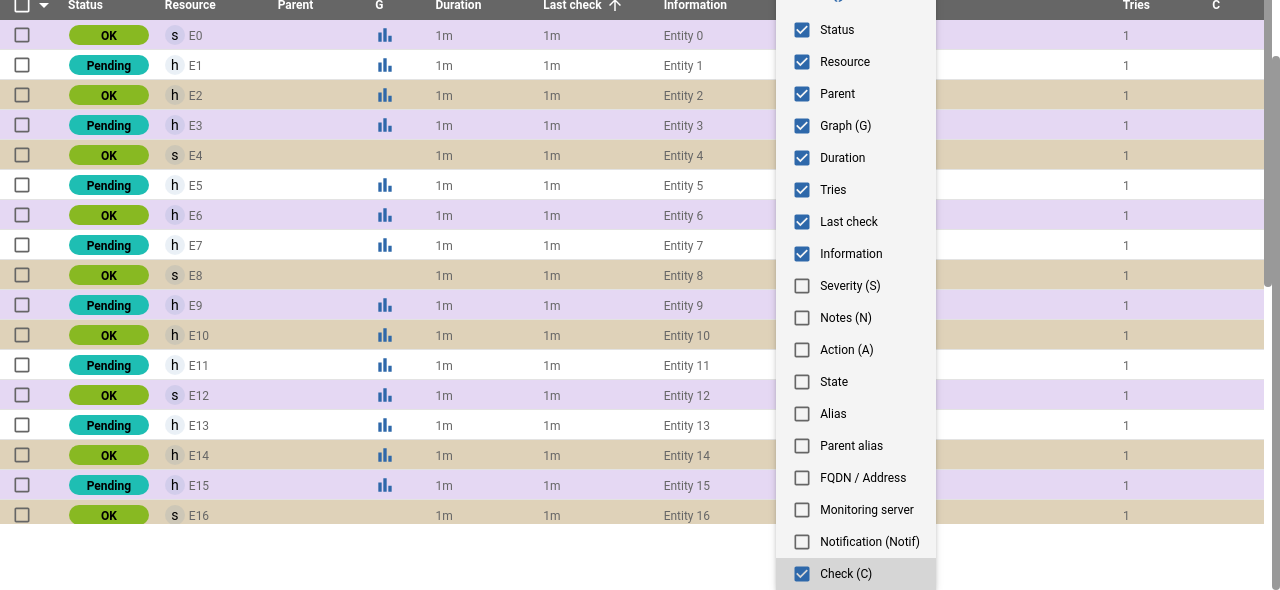 Status Resource Parent G Duration Last check Information Tries C
OK s E0 1m 1m Entity 0 1
Pending h E1 1m 1m Entity 1 1
OK h E2 1m 1m Entity 2 1
Pending h E3 1m 1m Entity 3 1
OK s E4 1m 1m Entity 4 1
Pending h E5 1m 1m Entity 5 1
OK h E6 1m 1m Entity 6 1
Pending h E7 1m 1m Entity 7 1
OK s E8 1m 1m Entity 8 1
Pending h E9 1m 1m Entity 9 1
OK h E10 1m 1m Entity 10 1
Pending h E11 1m 1m Entity 11 1
OK s E12 1m 1m Entity 12 1
Pending h E13 1m 1m Entity 13 1
OK h E14 1m 1m Entity 14 1
Pending h E15 1m 1m Entity 15 1
OK s E16 1m 1m Entity 16 1
Status
Resource
Parent
Graph (G)
Duration
Tries
Last check
Information
Severity (S)
Notes (N)
Action (A)
State
Alias
Parent alias
FQDN / Address
Monitoring server
Notification (Notif)
Check (C)